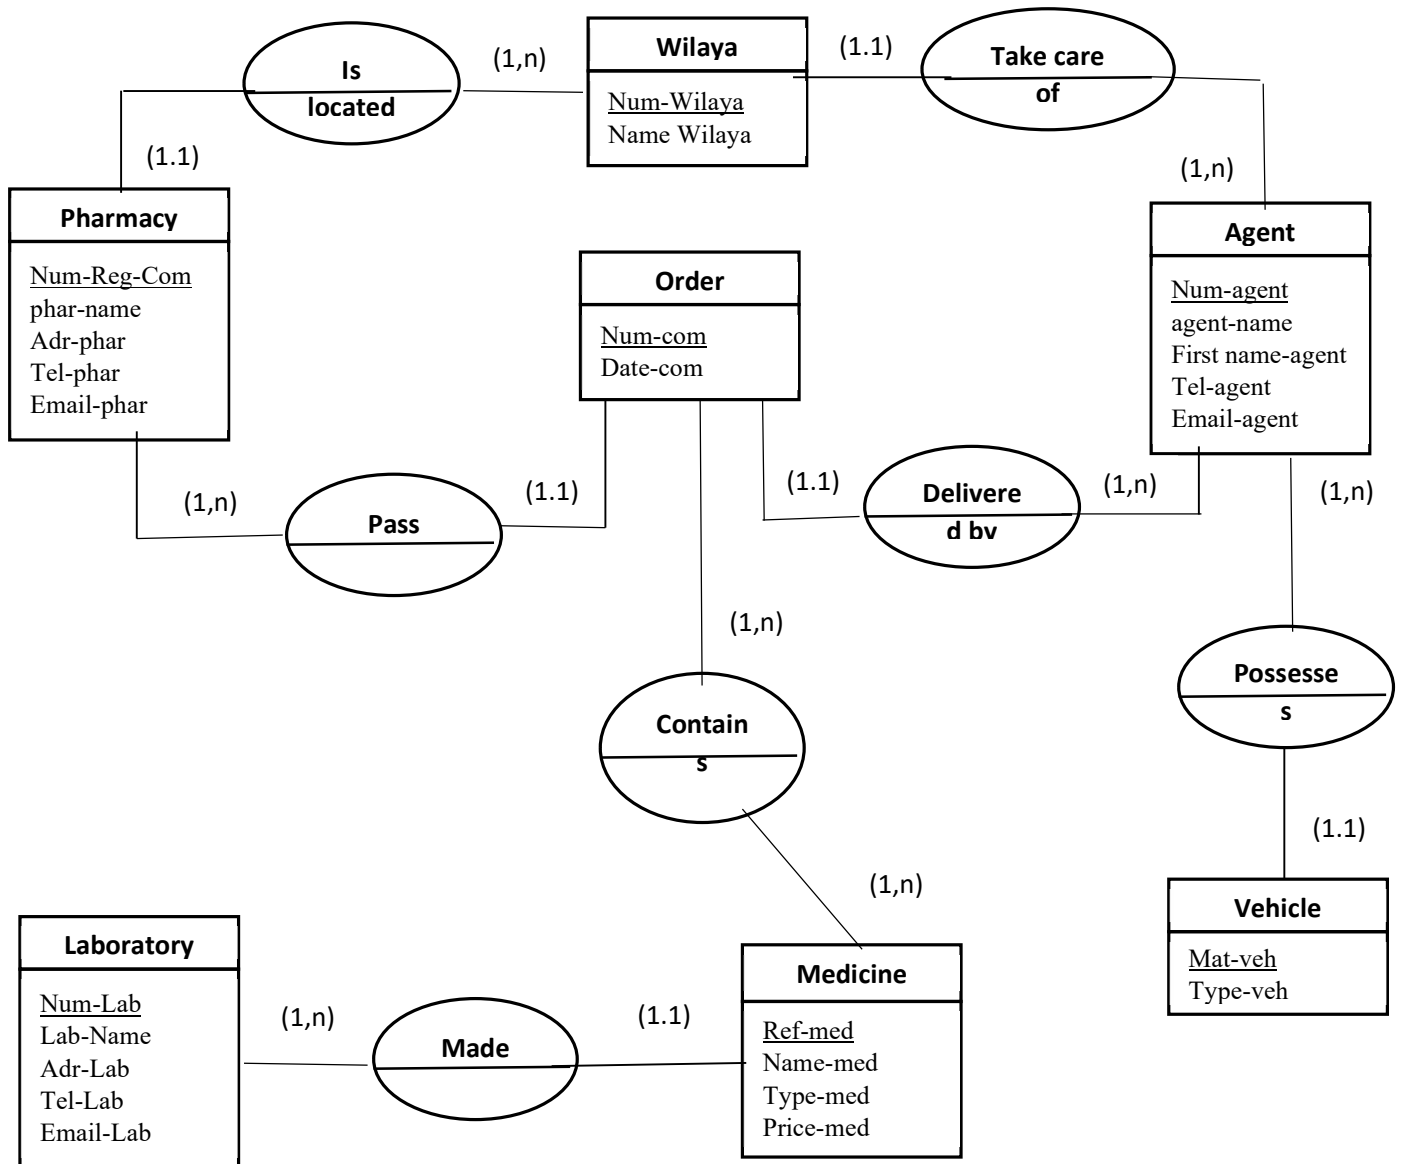 Is
located
(1,n)
Wilaya
Num-Wilaya
Name Wilaya
(1.1)
Take care
of
(1.1)
(1,n)
Pharmacy
Num-Reg-Com
phar-name
Adr-phar
Tel-phar
Email-phar
Order
Num-com
Date-com
Agent
Num-agent
agent-name
First name-agent
Tel-agent
Email-agent
(1,n)
Pass
(1.1)
(1.1)
Delivere
d by
(1,n)
(1,n)
(1,n)
Contain
s
Possesse
s
(1,n)
(1.1)
Laboratory
Num-Lab
Lab-Name
Adr-Lab
Tel-Lab
Email-Lab
(1,n)
Made
(1.1)
Medicine
Ref-med
Name-med
Type-med
Price-med
Vehicle
Mat-veh
Type-veh